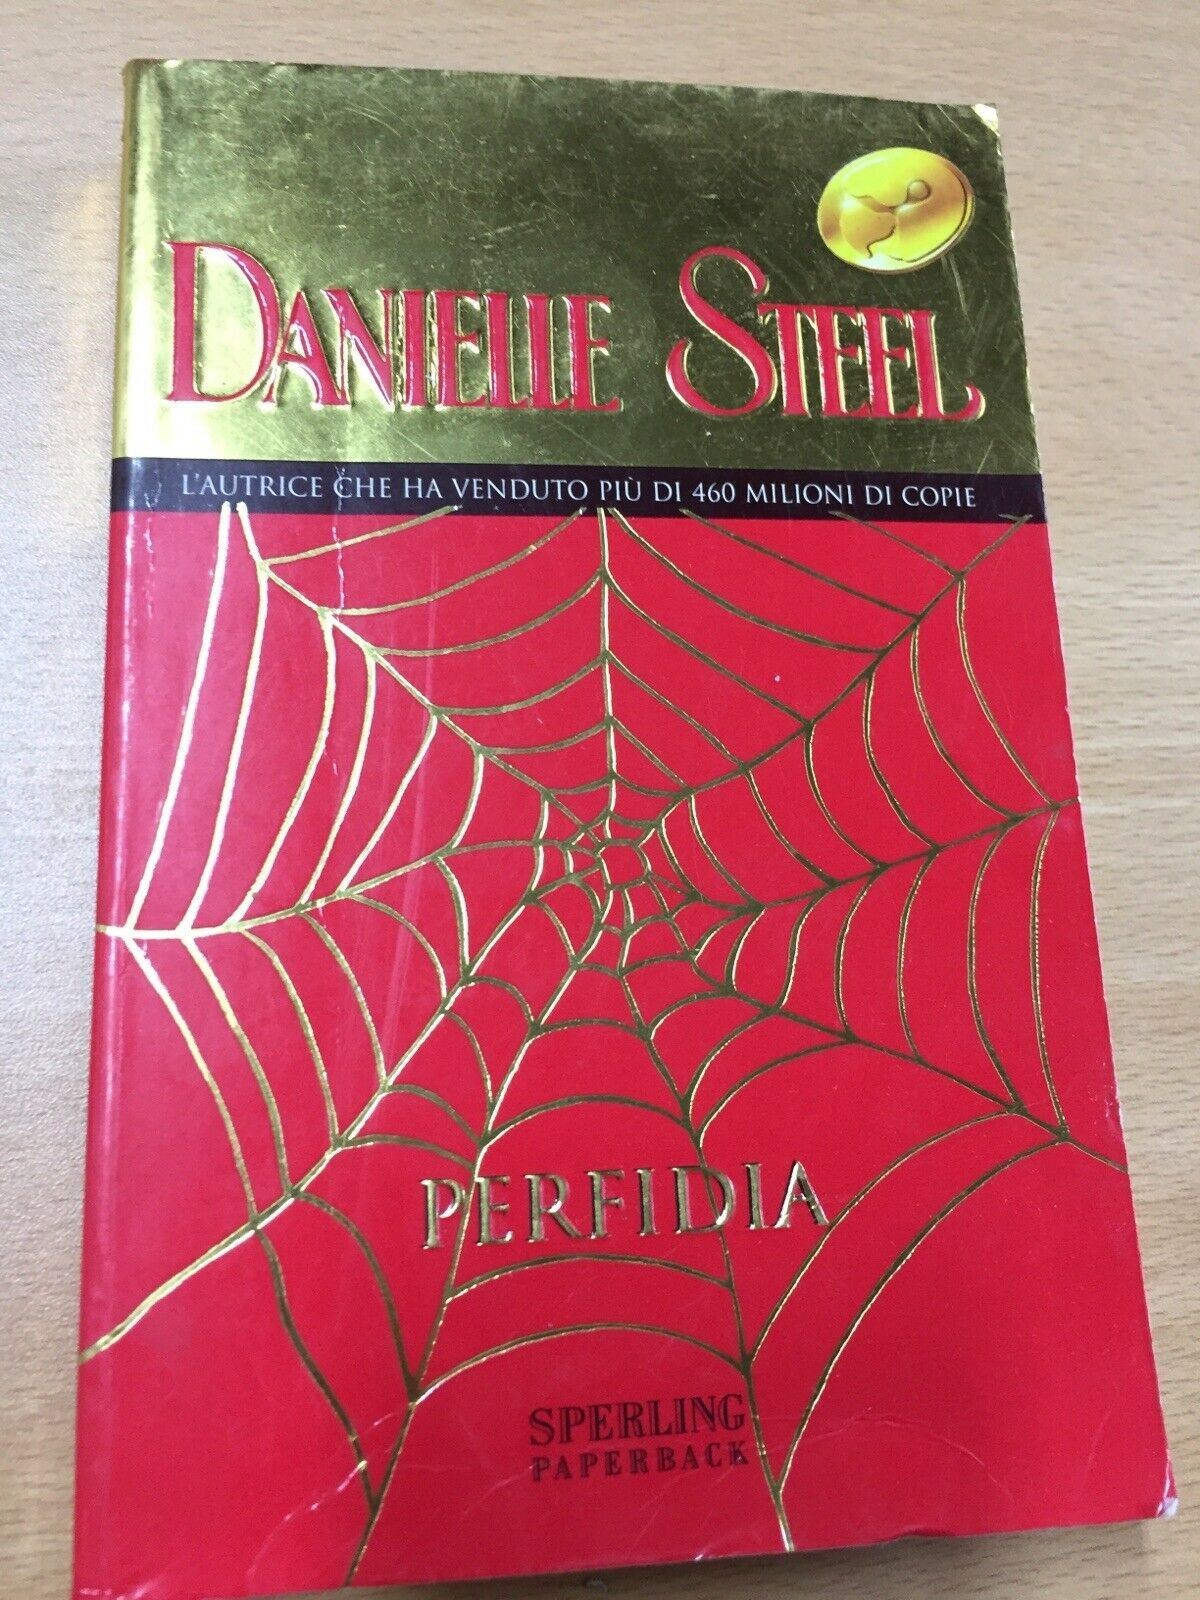 DANIELLE STEEL
L'AUTRICE CHE HA VENDUTO PIÙ DI 460 MILIONI DI COPIE
PERFIDIA
SPERLING
PAPERBACK